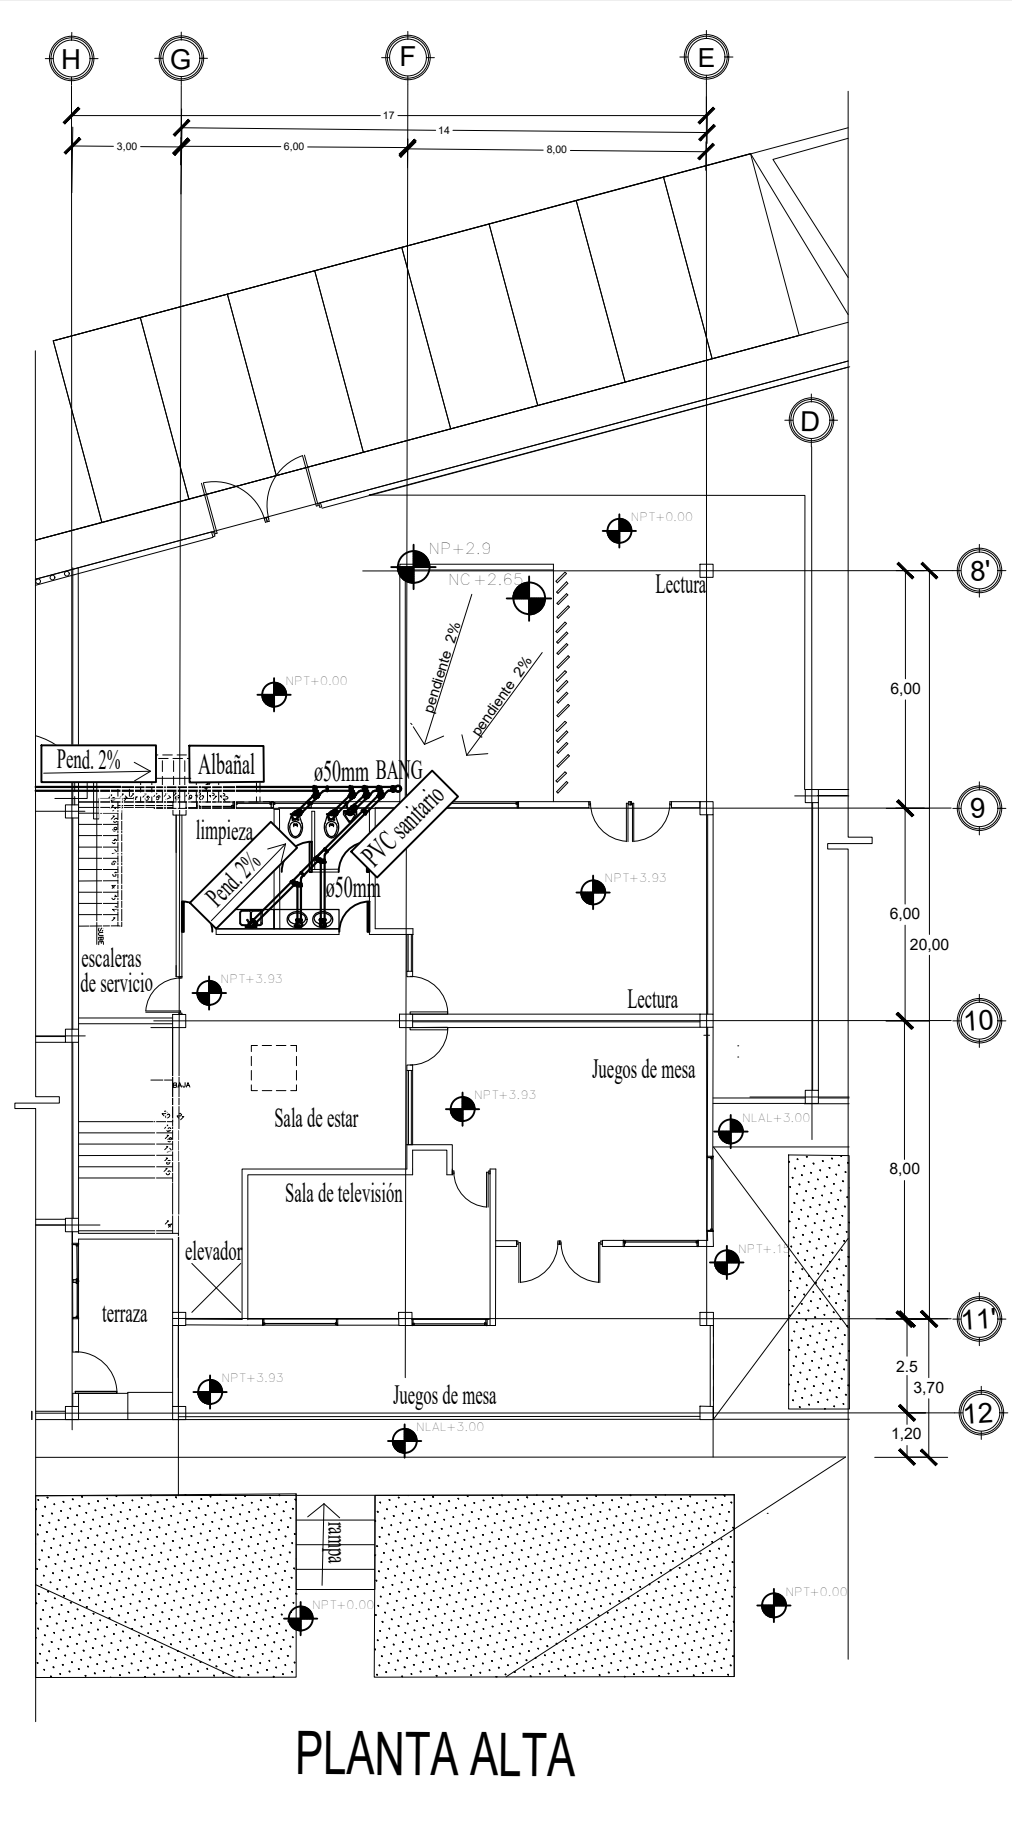 H
G
F
E
17
14
3,00
6,00
8,00
D
NPT+0.00
NP+2.9
8'
NC+2.65
Lectura
pendiente 2%
pendiente 2%
6,00
NPT+0.00
Pend. 2%
Albañal
ø50mm
BANG
PVC sanitario
9
limpieza
Pend. 2%
ø50mm
NPT+3.93
6,00
20,00
SUBE
escaleras
de servicio
NPT+3.93
Lectura
10
BAJA
Juegos de mesa
NPT+3.93
Sala de estar
NLAL+3.00
8,00
Sala de televisión
elevador
NPT+.15
terraza
11'
2.5
3,70
NPT+3.93
Juegos de mesa
12
NLAL+3.00
1,20
rampa
NPT+0.00
NPT+0.00
PLANTA ALTA